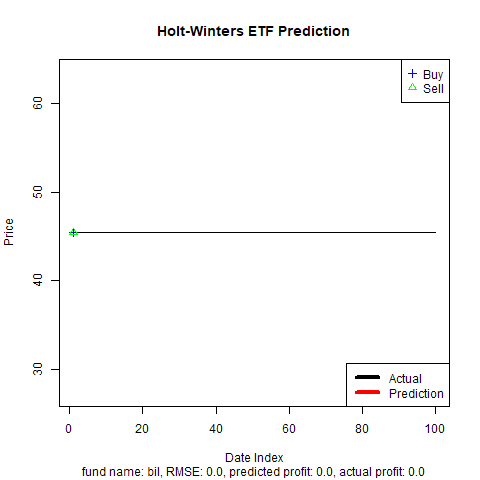 Holt-Winters ETF Prediction
Buy
Sell
Price
60
50
40
30
Actual
Prediction
0 20 40 60 80 100
Date Index
fund name: bil, RMSE: 0.0, predicted profit: 0.0, actual profit: 0.0